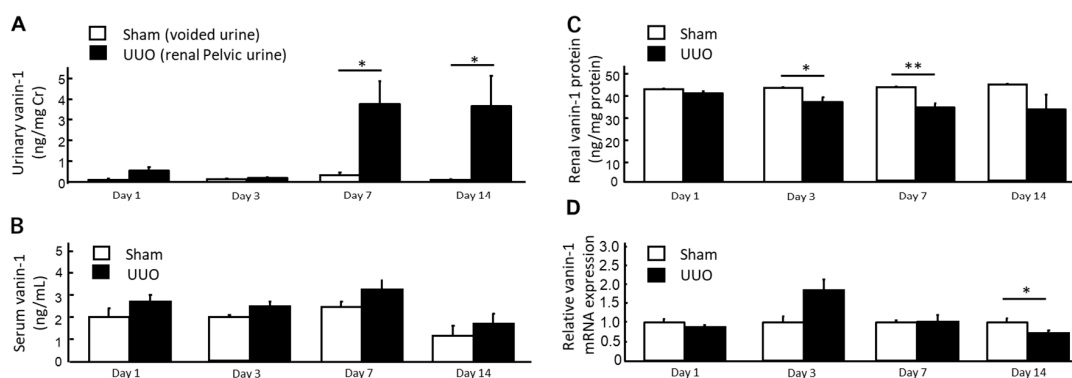 A
Sham (voided urine)
UUO (renal Pelvic urine)
Urinary vanin-1
(ng/mg Cr)
5
4
3
2
1
0
*
*
Day 1
Day 3
Day 7
Day 14
B
Sham
UUO
Serum vanin-1
(ng/mL)
5
4
3
2
1
0
Day 1
Day 3
Day 7
Day 14
C
Sham
UUO
Renal vanin-1 protein
(ng/mg protein)
50
40
30
20
10
0
*
**
Day 1
Day 3
Day 7
Day 14
D
Sham
UUO
Relative vanin-1
mRNA expression
3.0
2.5
2.0
1.5
1.0
0.5
0
*
Day 1
Day 3
Day 7
Day 14